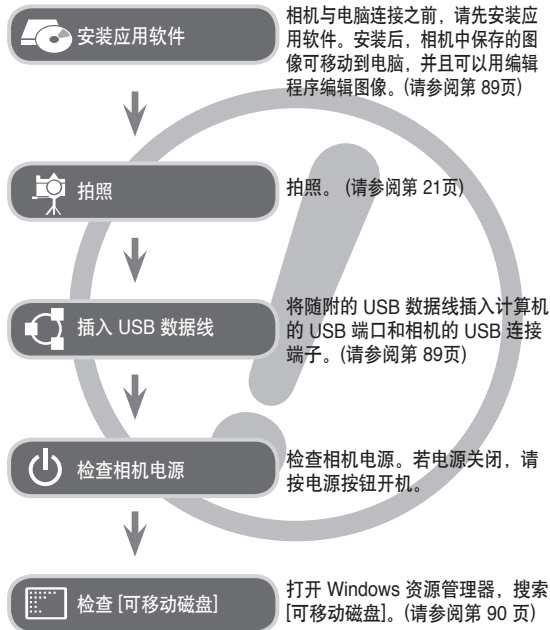 安装应用软件
相机与电脑连接之前，请先安装应
用软件。安装后，相机中保存的图
像可移动到电脑，并且可以用编辑
程序编辑图像。(请参阅第 89页)
拍照
拍照。 (请参阅第 21页)
插入 USB 数据线
将随附的 USB 数据线插入计算机
的 USB 端口和相机的 USB 连接
端子。(请参阅第 89页)
检查相机电源
检查相机电源。若电源关闭，请
按电源按钮开机。
检查 [可移动磁盘]
打开 Windows 资源管理器，搜索
[可移动磁盘]。(请参阅第 90 页)